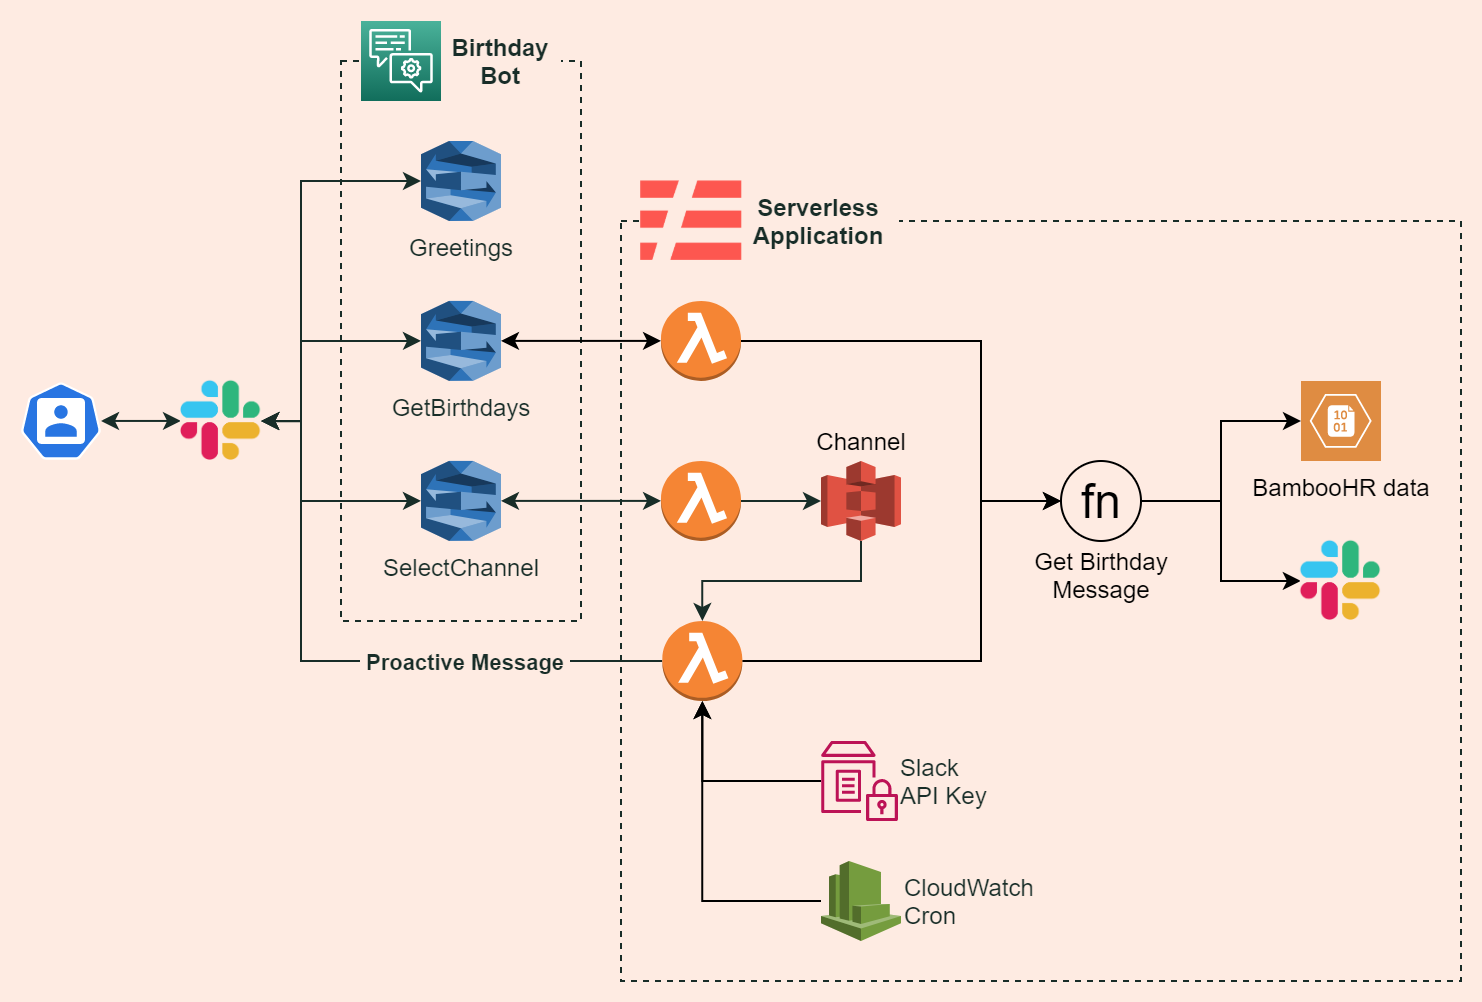 Birthday
Bot
Greetings
Serverless
Application
GetBirthdays
Channel
10
01
BambooHR data
fn
SelectChannel
Get Birthday
Message
Proactive Message
Slack
API Key
CloudWatch
Cron